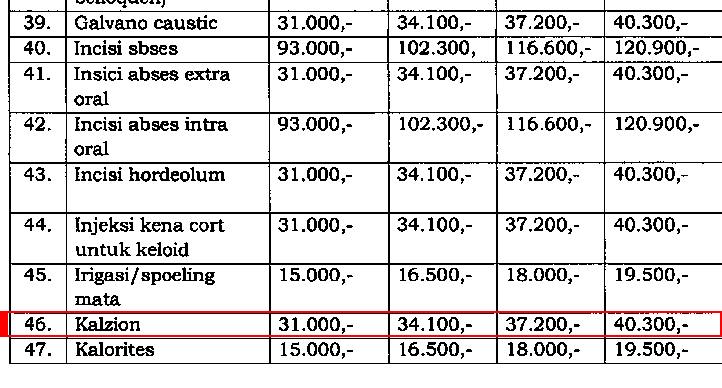 39. Galvano caustic 31.000,- 34.100,- 37.200,- 40.300,-
40. Incisi sbses 93.000,- 102.300, 116.600,- 120.900,-
41. Insici abses extra 31.000,- 34.100,- 37.200,- 40.300,-
oral
42. Incisi abses intra 93.000,- 102.300,- 116.600,- 120.900,-
oral
43. Incisi hordeolum 31.000,- 34.100,- 37.200,- 40.300,-
44. Injeksi kena cort 31.000,- 34.100,- 37.200,- 40.300,-
untuk keloid
45. Irigasi/spoeling 15.000,- 16.500,- 18.000,- 19.500,-
mata
46. Kalzion 31.000,- 34.100,- 37.200,- 40.300,-
47. Kalorites 15.000,- 16.500,- 18.000,- 19.500,-